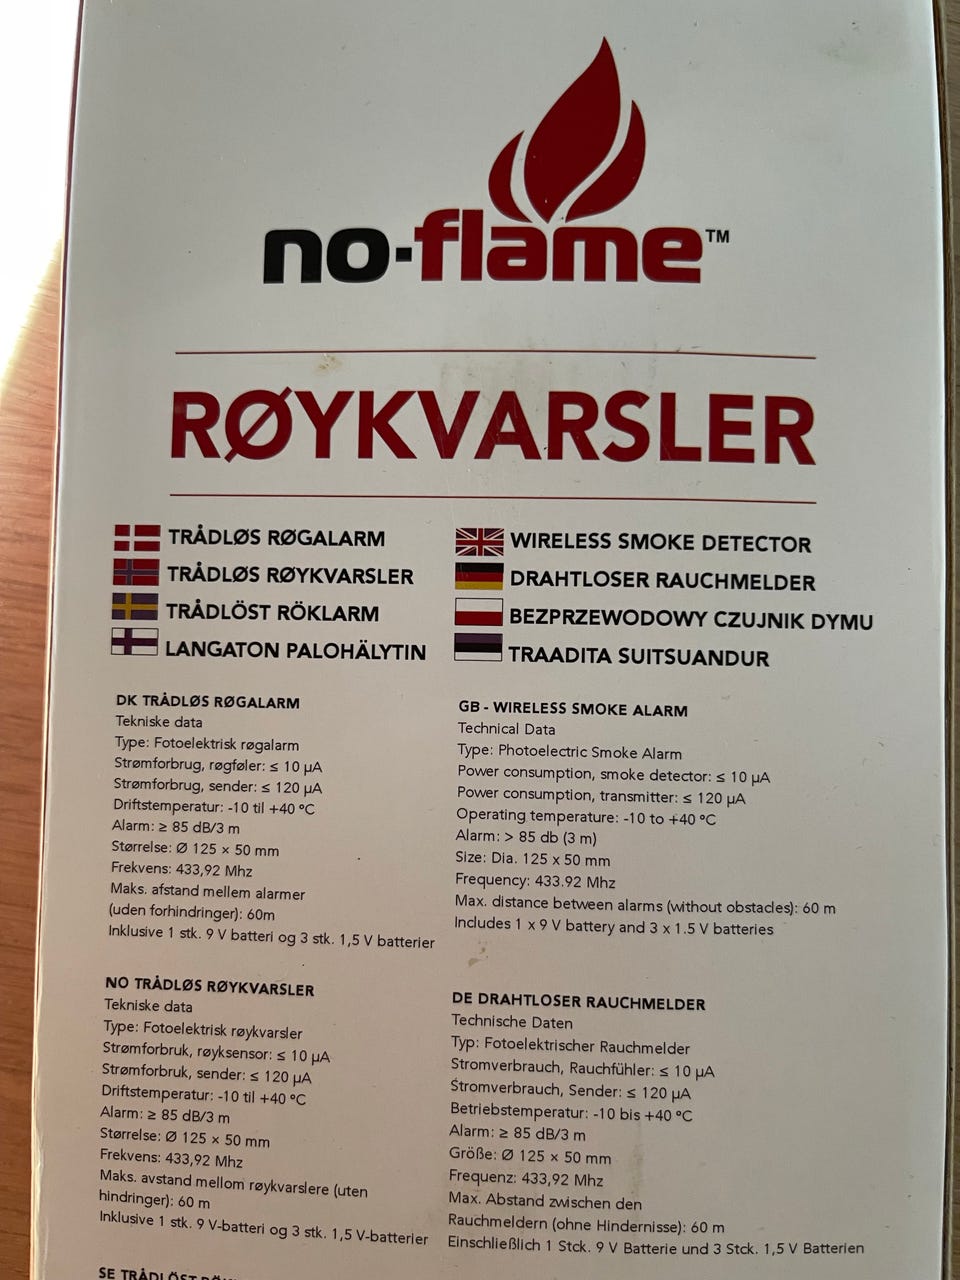 no-flame™
RØYKVARSLER
TRÅDLØS RØGALARM
TRÅDLØS RØYKVARSLER
TRÅDLÖST RÖKLARM
LANGATON PALOHÄLYTIN
WIRELESS SMOKE DETECTOR
DRAHTLOSER RAUCHMELDER
BEZPRZEWODOWY CZUJNIK DYMU
TRAADITA SUITSUANDUR
DK TRÅDLØS RØGALARM
Tekniske data
Type: Fotoelektrisk røgalarm
Strømforbrug, røgføler: ≤ 10 µA
Strømforbrug, sender: ≤ 120 µA
Driftstemperatur: -10 til +40 ºC
Alarm: ≥ 85 dB/3 m
Størrelse: Ø 125 × 50 mm
Frekvens: 433,92 Mhz
Maks. afstand mellem alarmer
(uden forhindringer): 60m
Inklusive 1 stk. 9 V batteri og 3 stk. 1,5 V batterier
NO TRÅDLØS RØYKVARSLER
Tekniske data
Type: Fotoelektrisk røykvarsler
Strømforbruk, røyksensor: ≤ 10 µA
Strømforbruk, sender: ≤ 120 µA
Driftstemperatur: -10 til +40 ºC
Alarm: ≥ 85 dB/3 m
Størrelse: Ø 125 × 50 mm
Frekvens: 433,92 Mhz
Maks. avstand mellom røykvarslere (uten
hindringer): 60 m
Inklusive 1 stk. 9 V-batteri og 3 stk. 1,5 V-batterier
GB - WIRELESS SMOKE ALARM
Technical Data
Type: Photoelectric Smoke Alarm
Power consumption, smoke detector: ≤ 10 µA
Power consumption, transmitter: ≤ 120 µA
Operating temperature: -10 to +40 ºC
Alarm: > 85 db (3 m)
Size: Dia. 125 x 50 mm
Frequency: 433.92 Mhz
Max. distance between alarms (without obstacles): 60 m
Includes 1 x 9 V battery and 3 x 1.5 V batteries
DE DRAHTLOSER RAUCHMELDER
Technische Daten
Typ: Fotoelektrischer Rauchmelder
Stromverbrauch, Rauchfühler: ≤ 10 µA
Stromverbrauch, Sender: ≤ 120 µA
Betriebstemperatur: -10 bis +40 ºC
Alarm: ≥ 85 dB/3 m
Größe: Ø 125 × 50 mm
Frequenz: 433,92 Mhz
Max. Abstand zwischen den
Rauchmeldern (ohne Hindernisse): 60 m
Einschließlich 1 Stck. 9 V Batterie und 3 Stck. 1,5 V Batterien
SE TRÅDLÖST